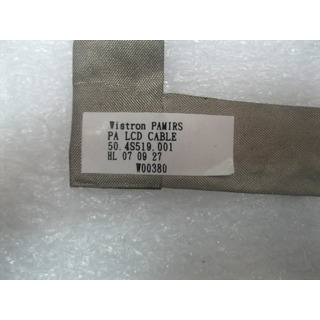 Wistron PAMIRS
PA LCD CABLE
50.4S519.001
HL 07 09 27
W00380